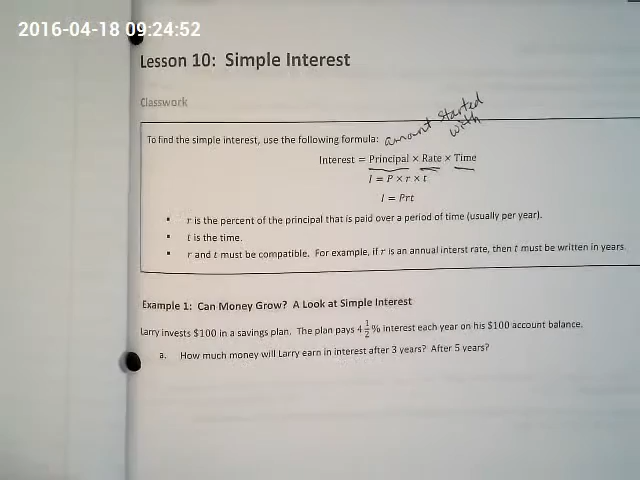 2016-04-18 09:24:52
Lesson 10: Simple Interest
Classwork
To find the simple interest, use the following formula: amount started
with
Interest = Principal × Rate × Time
I = P × r × t
I = Prt
▪ r is the percent of the principal that is paid over a period of time (usually per year).
▪ t is the time.
▪ r and t must be compatible. For example, if r is an annual interst rate, then t must be written in years.
Example 1: Can Money Grow? A Look at Simple Interest
Larry invests $100 in a savings plan. The plan pays 4 1/2 % interest each year on his $100 account balance.
a. How much money will Larry earn in interest after 3 years? After 5 years?